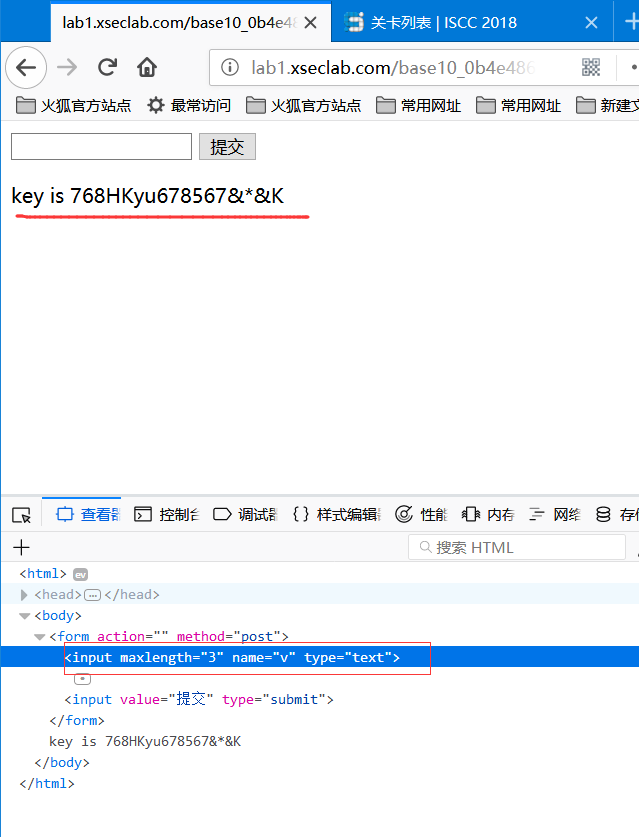 lab1.xseclab.com/base10_0b4e48
关卡列表 | ISCC 2018
lab1.xseclab.com/base10_0b4e486
火狐官方站点 最常访问 火狐官方站点 常用网址 常用网址 新建文
提交
key is 768HKyu678567&*&K
查看器 控制台 调试器 {} 样式编辑器 性能 内存 网络 存储
搜索 HTML
<html> ev
<head>…</head>
<body>
<form action="" method="post">
<input maxlength="3" name="v" type="text">
<input value="提交" type="submit">
</form>
key is 768HKyu678567&*&K
</body>
</html>